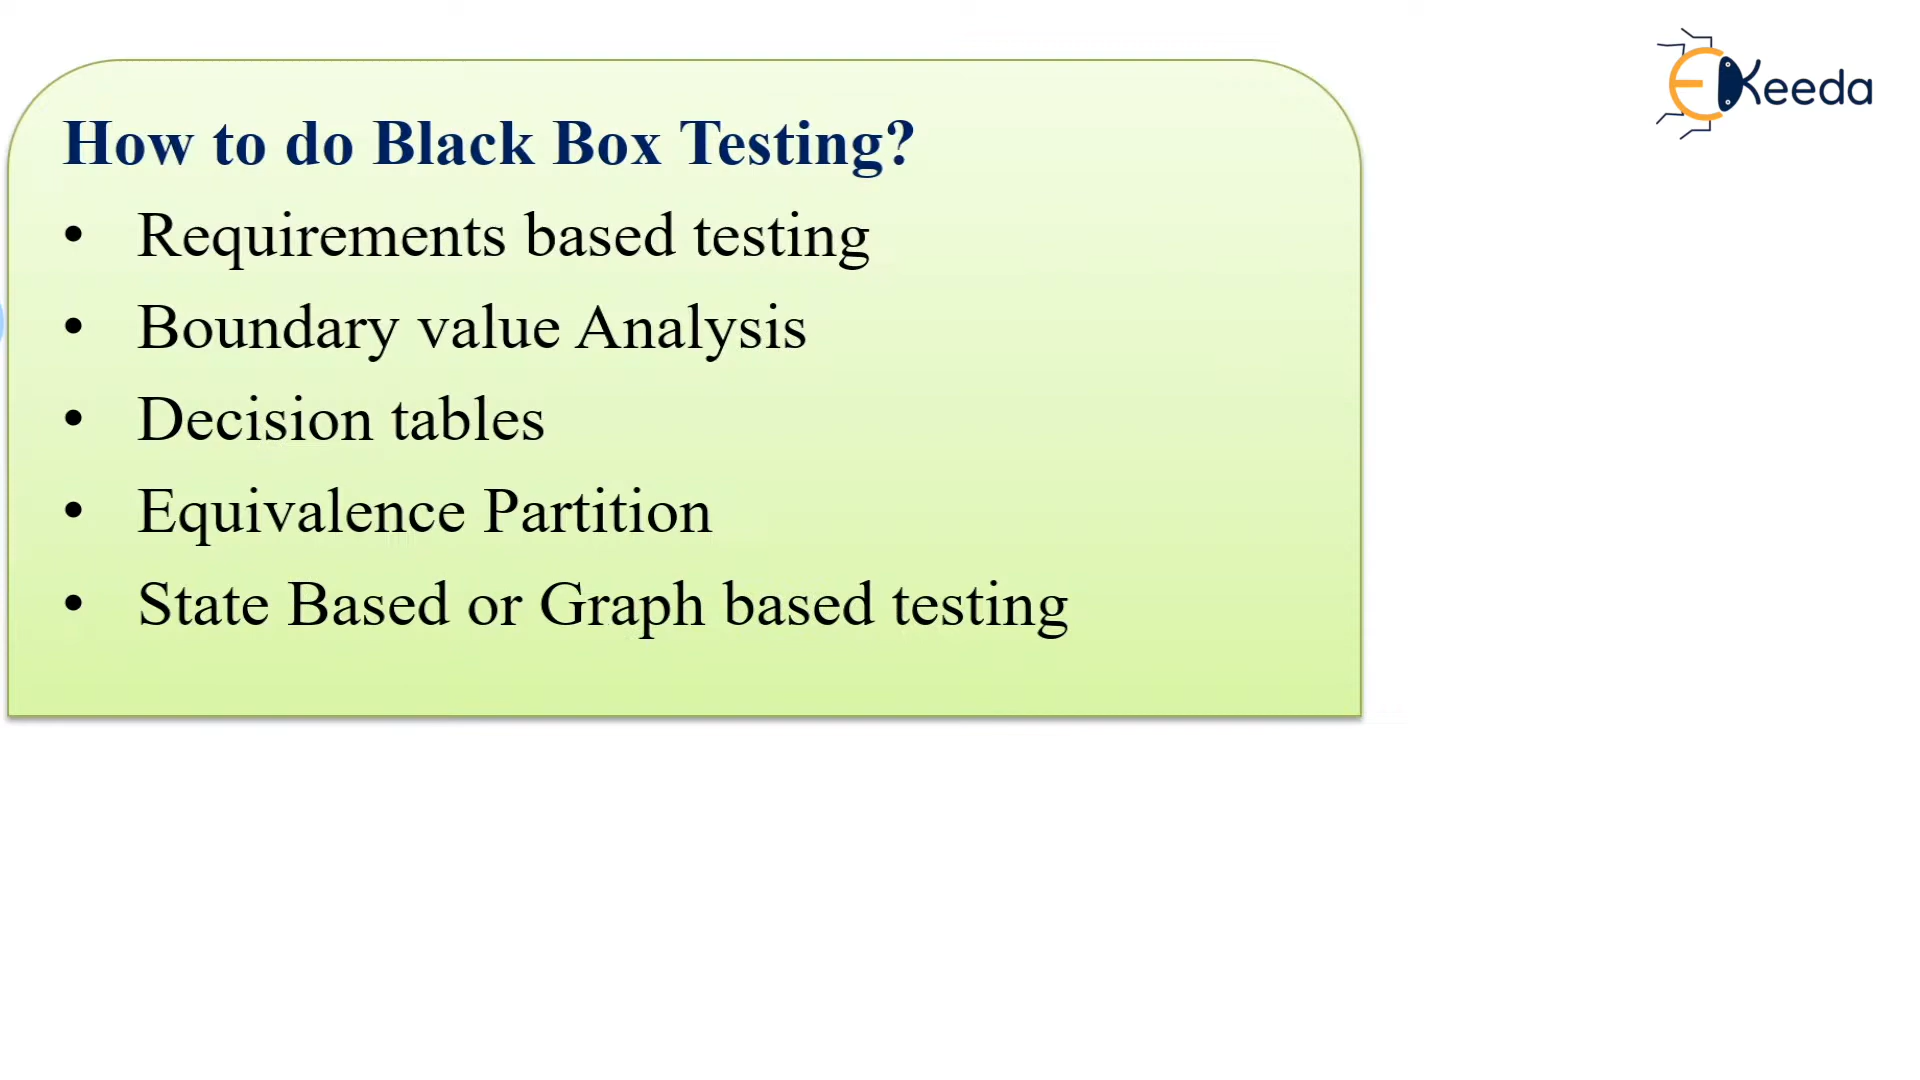 How to do Black Box Testing?
• Requirements based testing
• Boundary value Analysis
• Decision tables
• Equivalence Partition
• State Based or Graph based testing
EKeeda